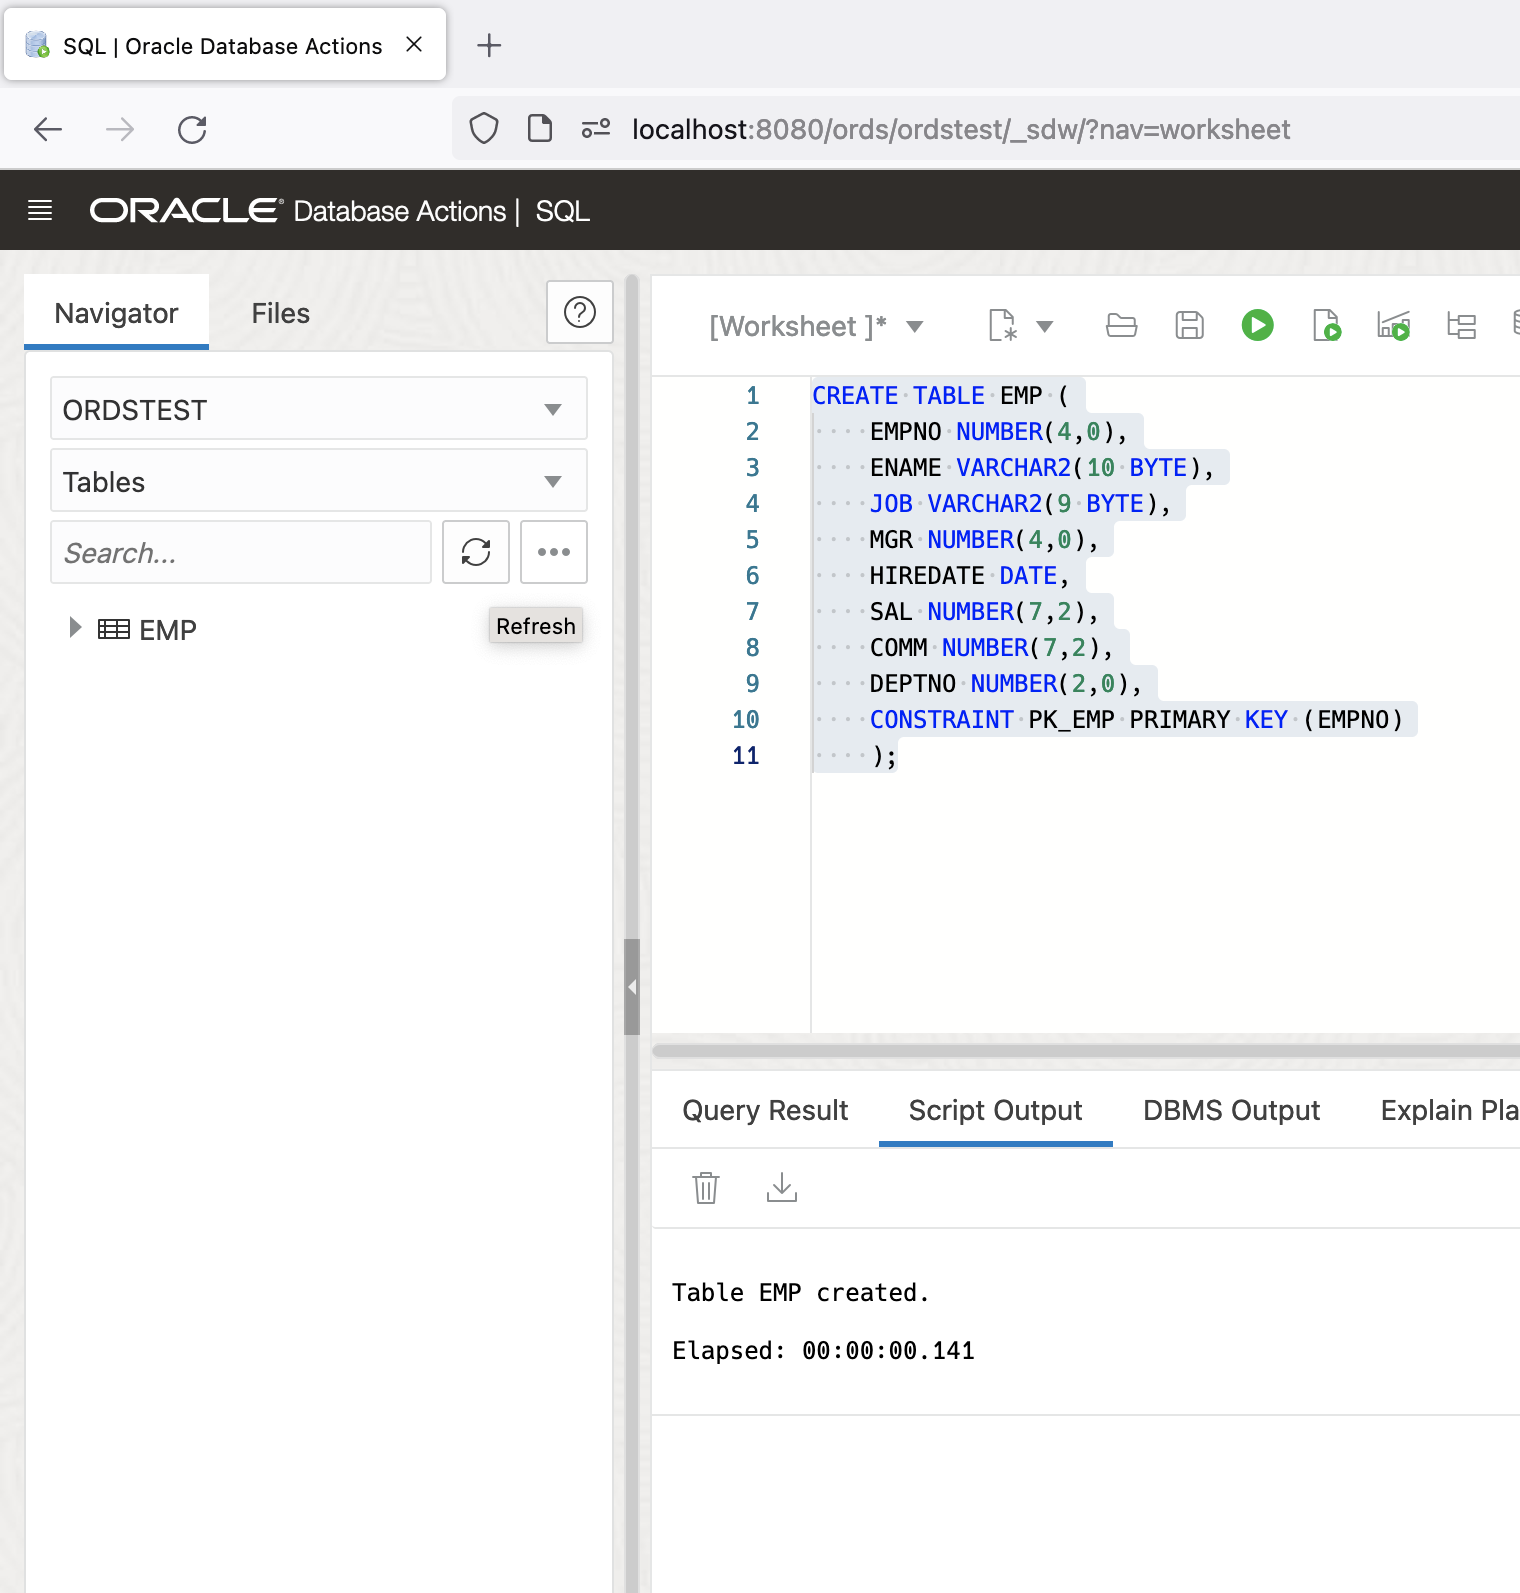 SQL | Oracle Database Actions
localhost:8080/ords/ordstest/_sdw/?nav=worksheet
ORACLE® Database Actions | SQL
Navigator
Files
ORDSTEST
Tables
Search...
EMP
Refresh
[Worksheet ]*
1 CREATE TABLE EMP (
2 ····EMPNO NUMBER(4,0),
3 ····ENAME VARCHAR2(10 BYTE),
4 ····JOB VARCHAR2(9 BYTE),
5 ····MGR NUMBER(4,0),
6 ····HIREDATE DATE,
7 ····SAL NUMBER(7,2),
8 ····COMM NUMBER(7,2),
9 ····DEPTNO NUMBER(2,0),
10 ····CONSTRAINT PK_EMP PRIMARY KEY (EMPNO)
11 ····);
Query Result
Script Output
DBMS Output
Explain Pla
Table EMP created.
Elapsed: 00:00:00.141